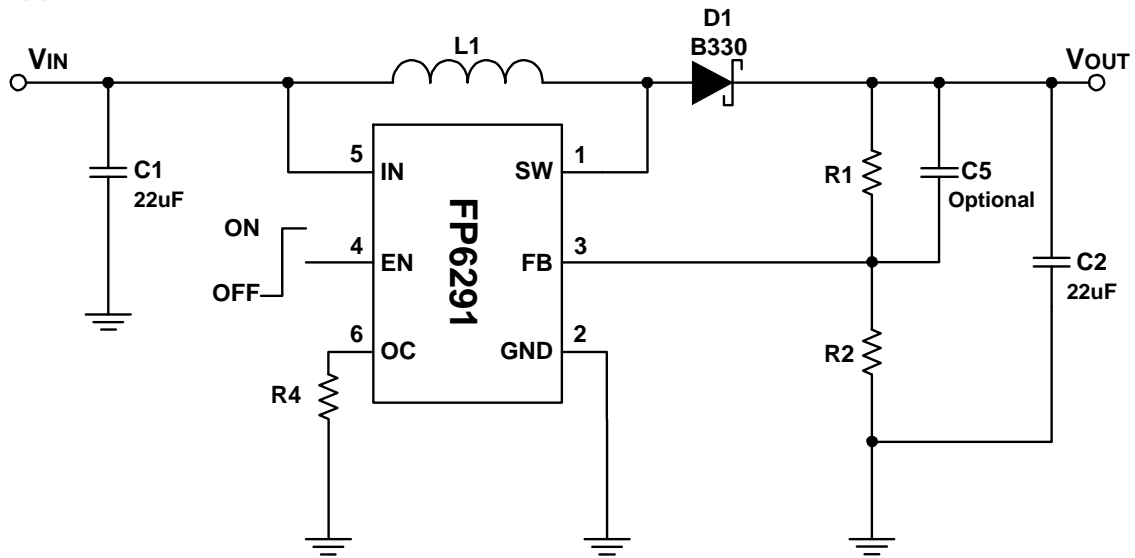 D1
B330
VIN
L1
VOUT
C1
22uF
5
IN
SW
1
R1
C5
Optional
ON
OFF
4
EN
FP6291
FB
3
C2
22uF
6
OC
GND
2
R4
R2